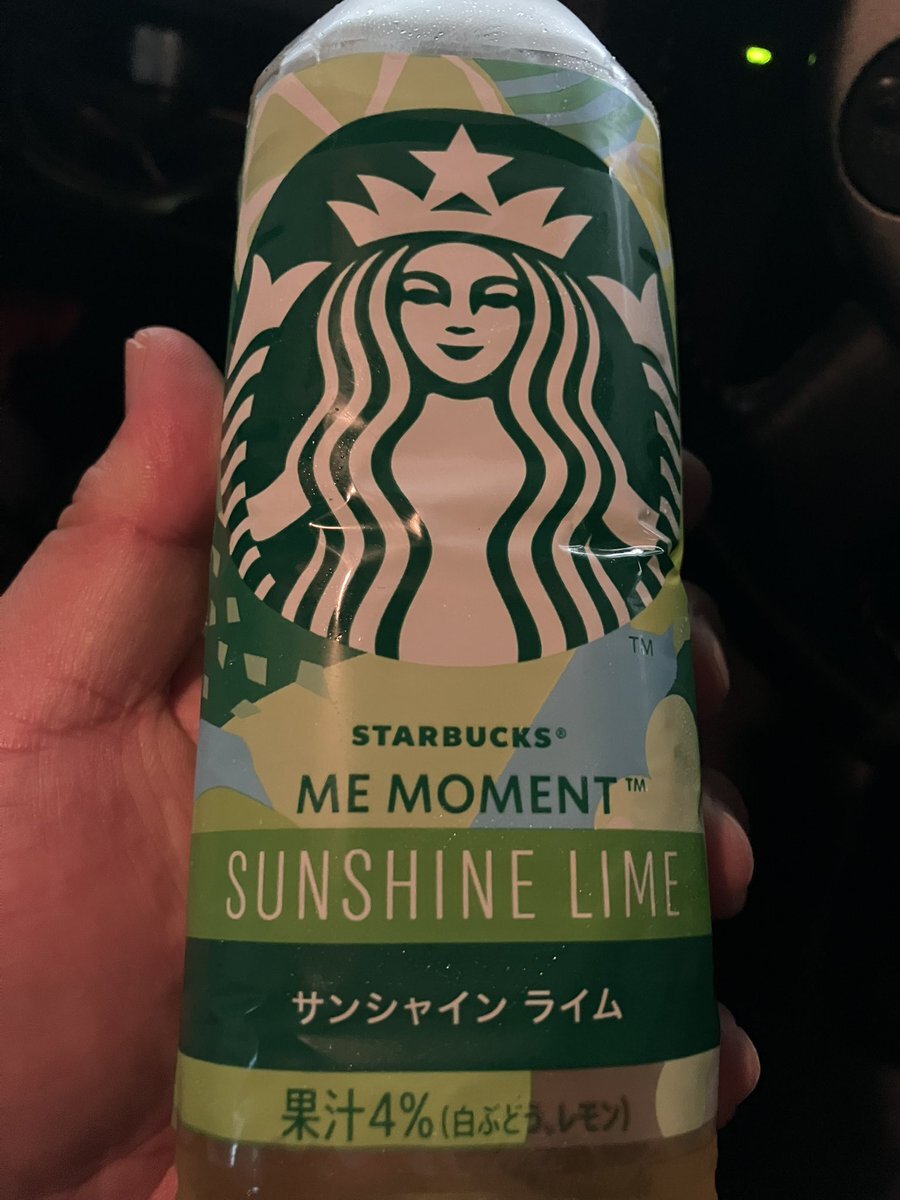 TM
STARBUCKS®
ME MOMENT™
SUNSHINE LIME
サンシャイン ライム
果汁4%(白ぶどう、レモン)